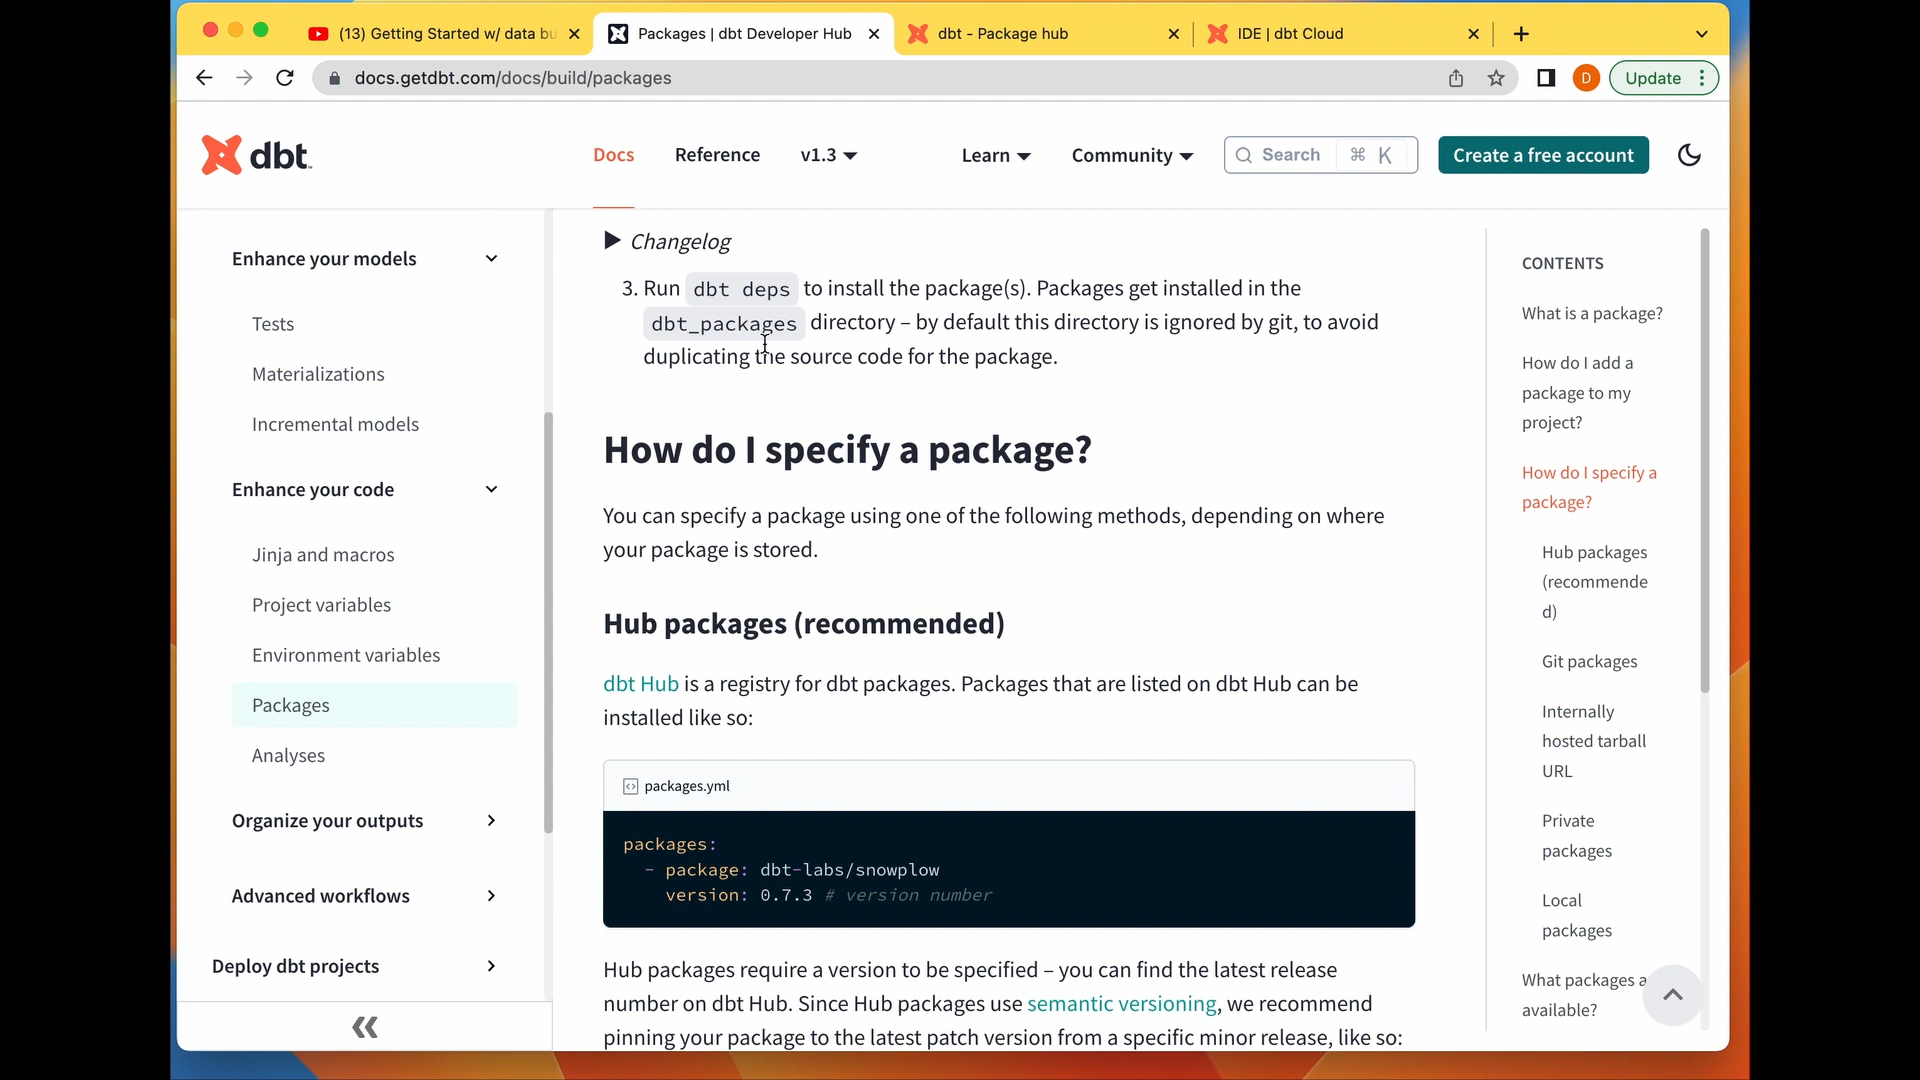 (13) Getting Started w/ data bu
Packages | dbt Developer Hub
dbt - Package hub
IDE | dbt Cloud
docs.getdbt.com/docs/build/packages
D
Update
dbt
Docs
Reference
v1.3
Learn
Community
Search
⌘ K
Create a free account
Enhance your models
Tests
Materializations
Incremental models
Enhance your code
Jinja and macros
Project variables
Environment variables
Packages
Analyses
Organize your outputs
Advanced workflows
Deploy dbt projects
Changelog
3. Run dbt deps to install the package(s). Packages get installed in the
dbt_packages directory – by default this directory is ignored by git, to avoid
duplicating the source code for the package.
How do I specify a package?
You can specify a package using one of the following methods, depending on where
your package is stored.
Hub packages (recommended)
dbt Hub is a registry for dbt packages. Packages that are listed on dbt Hub can be
installed like so:
packages.yml
packages:
- package: dbt-labs/snowplow
version: 0.7.3 # version number
Hub packages require a version to be specified – you can find the latest release
number on dbt Hub. Since Hub packages use semantic versioning, we recommend
pinning your package to the latest patch version from a specific minor release, like so:
CONTENTS
What is a package?
How do I add a
package to my
project?
How do I specify a
package?
Hub packages
(recommende
d)
Git packages
Internally
hosted tarball
URL
Private
packages
Local
packages
What packages a
available?